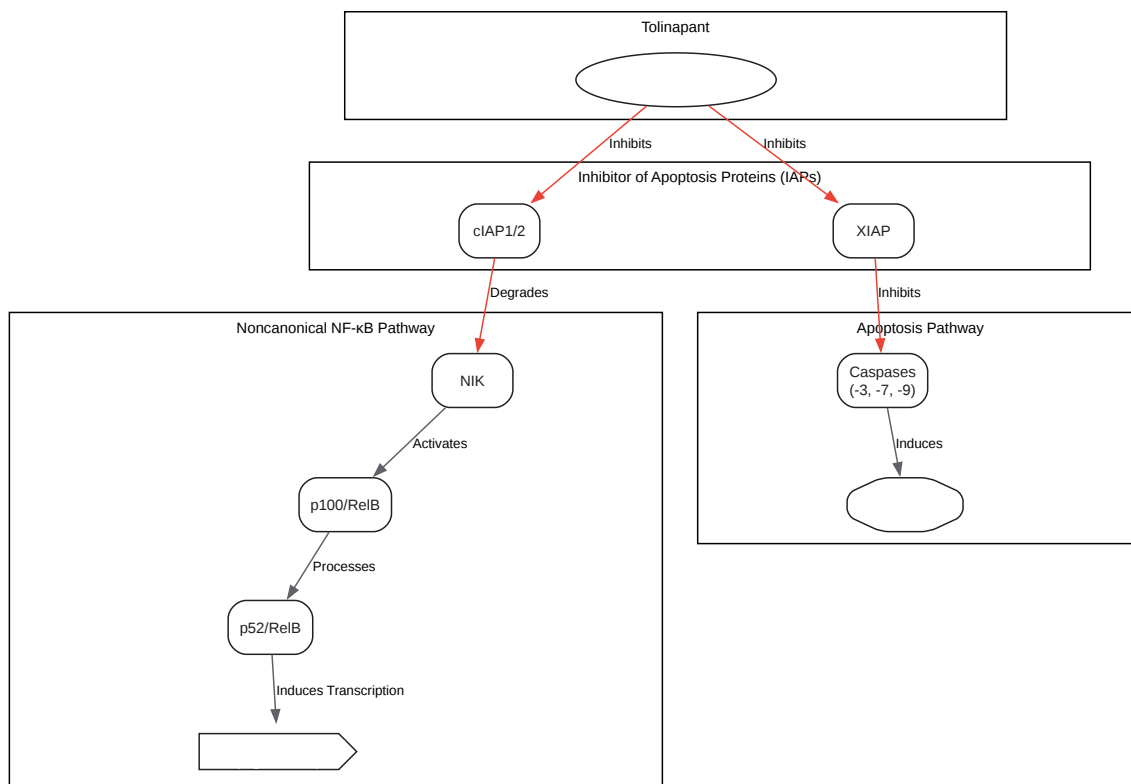 Tolinapant
Inhibits
Inhibits
Inhibitor of Apoptosis Proteins (IAPs)
cIAP1/2
XIAP
Degrades
Inhibits
Noncanonical NF-κB Pathway
Apoptosis Pathway
NIK
Caspases
(-3, -7, -9)
Activates
Induces
p100/RelB
Processes
p52/RelB
Induces Transcription